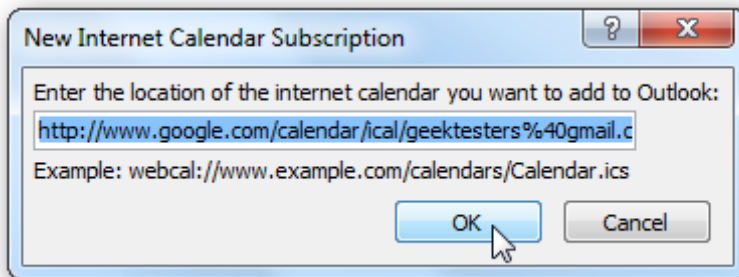 New Internet Calendar Subscription
Enter the location of the internet calendar you want to add to Outlook:
http://www.google.com/calendar/ical/geektesters%40gmail.c
Example: webcal://www.example.com/calendars/Calendar.ics
OK Cancel